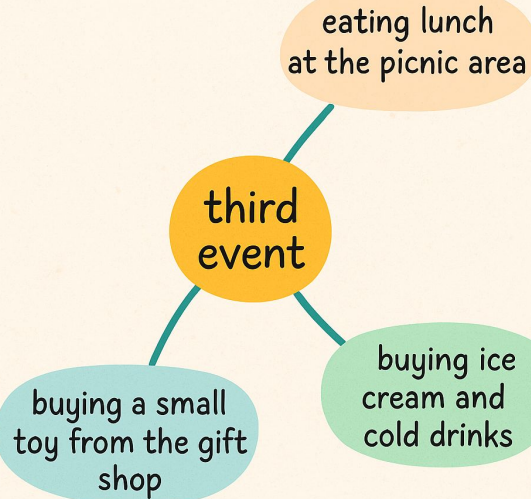 eating lunch
at the picnic area
third
event
buying ice
cream and
cold drinks
buying a small
toy from the gift
shop